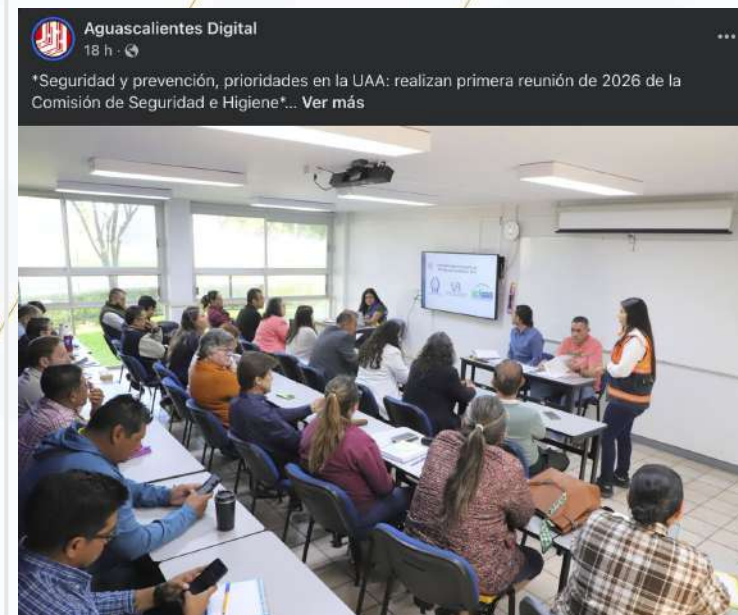 Aguascalientes Digital
18 h
*Seguridad y prevención, prioridades en la UAA: realizan primera reunión de 2026 de la
Comisión de Seguridad e Higiene*... Ver más